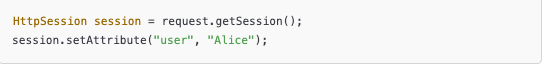 HttpSession session = request.getSession();
session.setAttribute("user", "Alice");